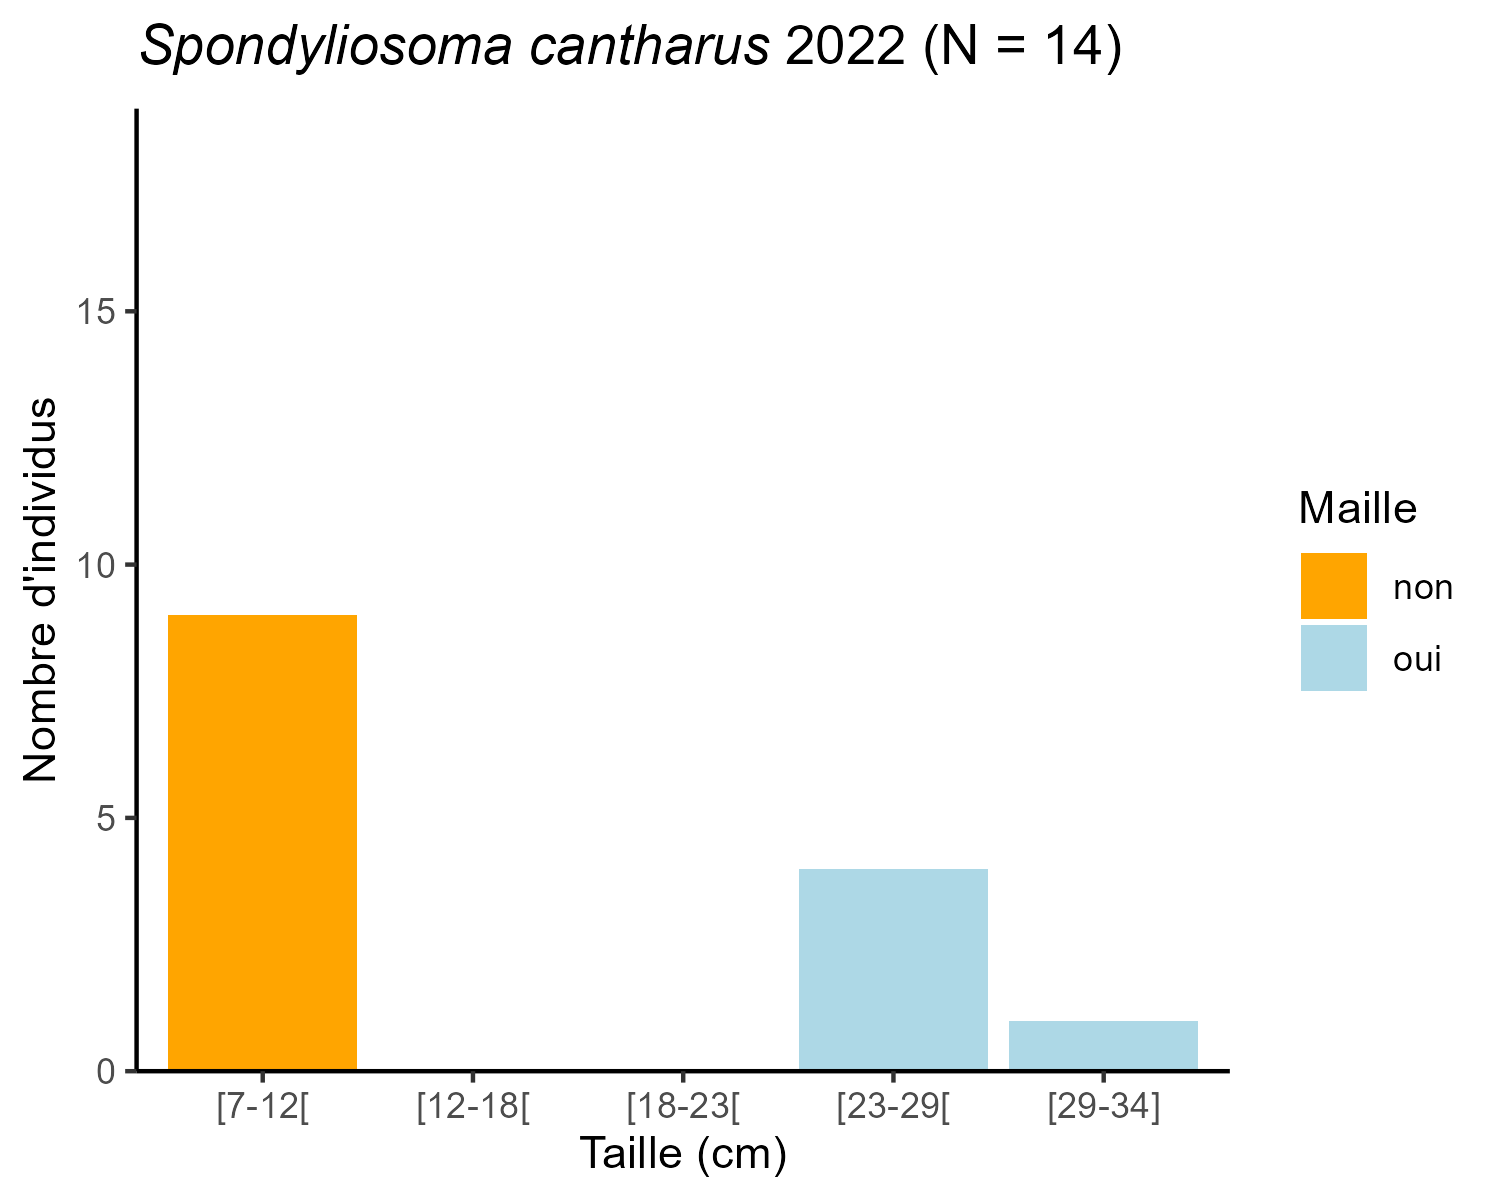 Spondyliosoma cantharus 2022 (N = 14)
Nombre d'individus
15
10
5
0
[7-12[
[12-18[
[18-23[
[23-29[
[29-34]
Taille (cm)
Maille
non
oui